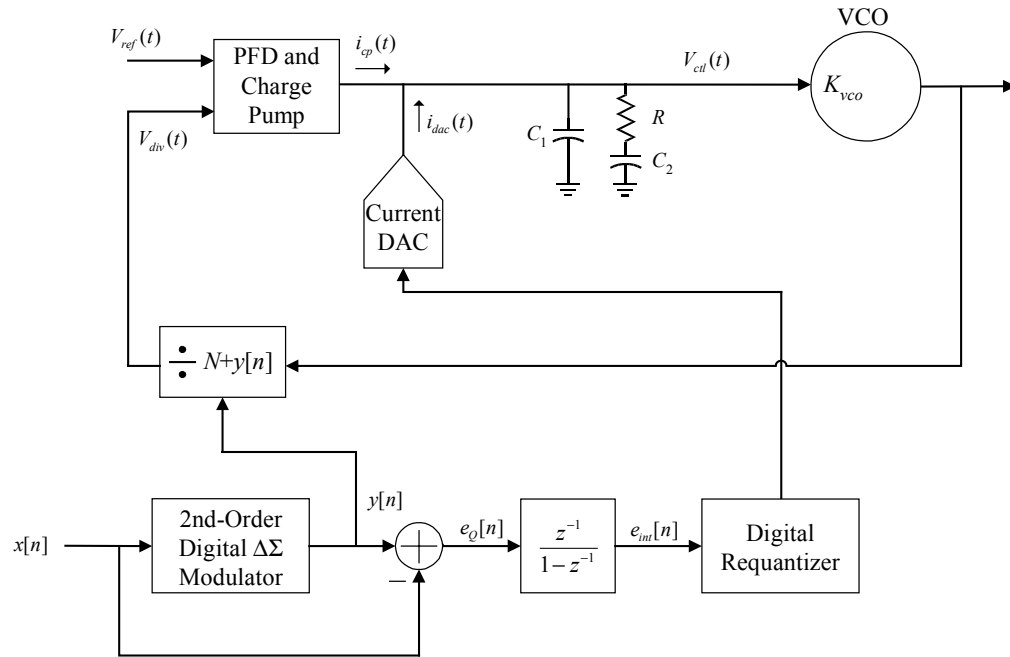 VCO
V_ref(t)
PFD and
Charge
Pump
i_cp(t)
V_ctl(t)
K_vco
V_div(t)
i_dac(t)
C_1
R
C_2
Current
DAC
÷ N+y[n]
x[n]
2nd-Order
Digital ΔΣ
Modulator
y[n]
+
−
e_Q[n]
z^{-1}
1−z^{-1}
e_int[n]
Digital
Requantizer